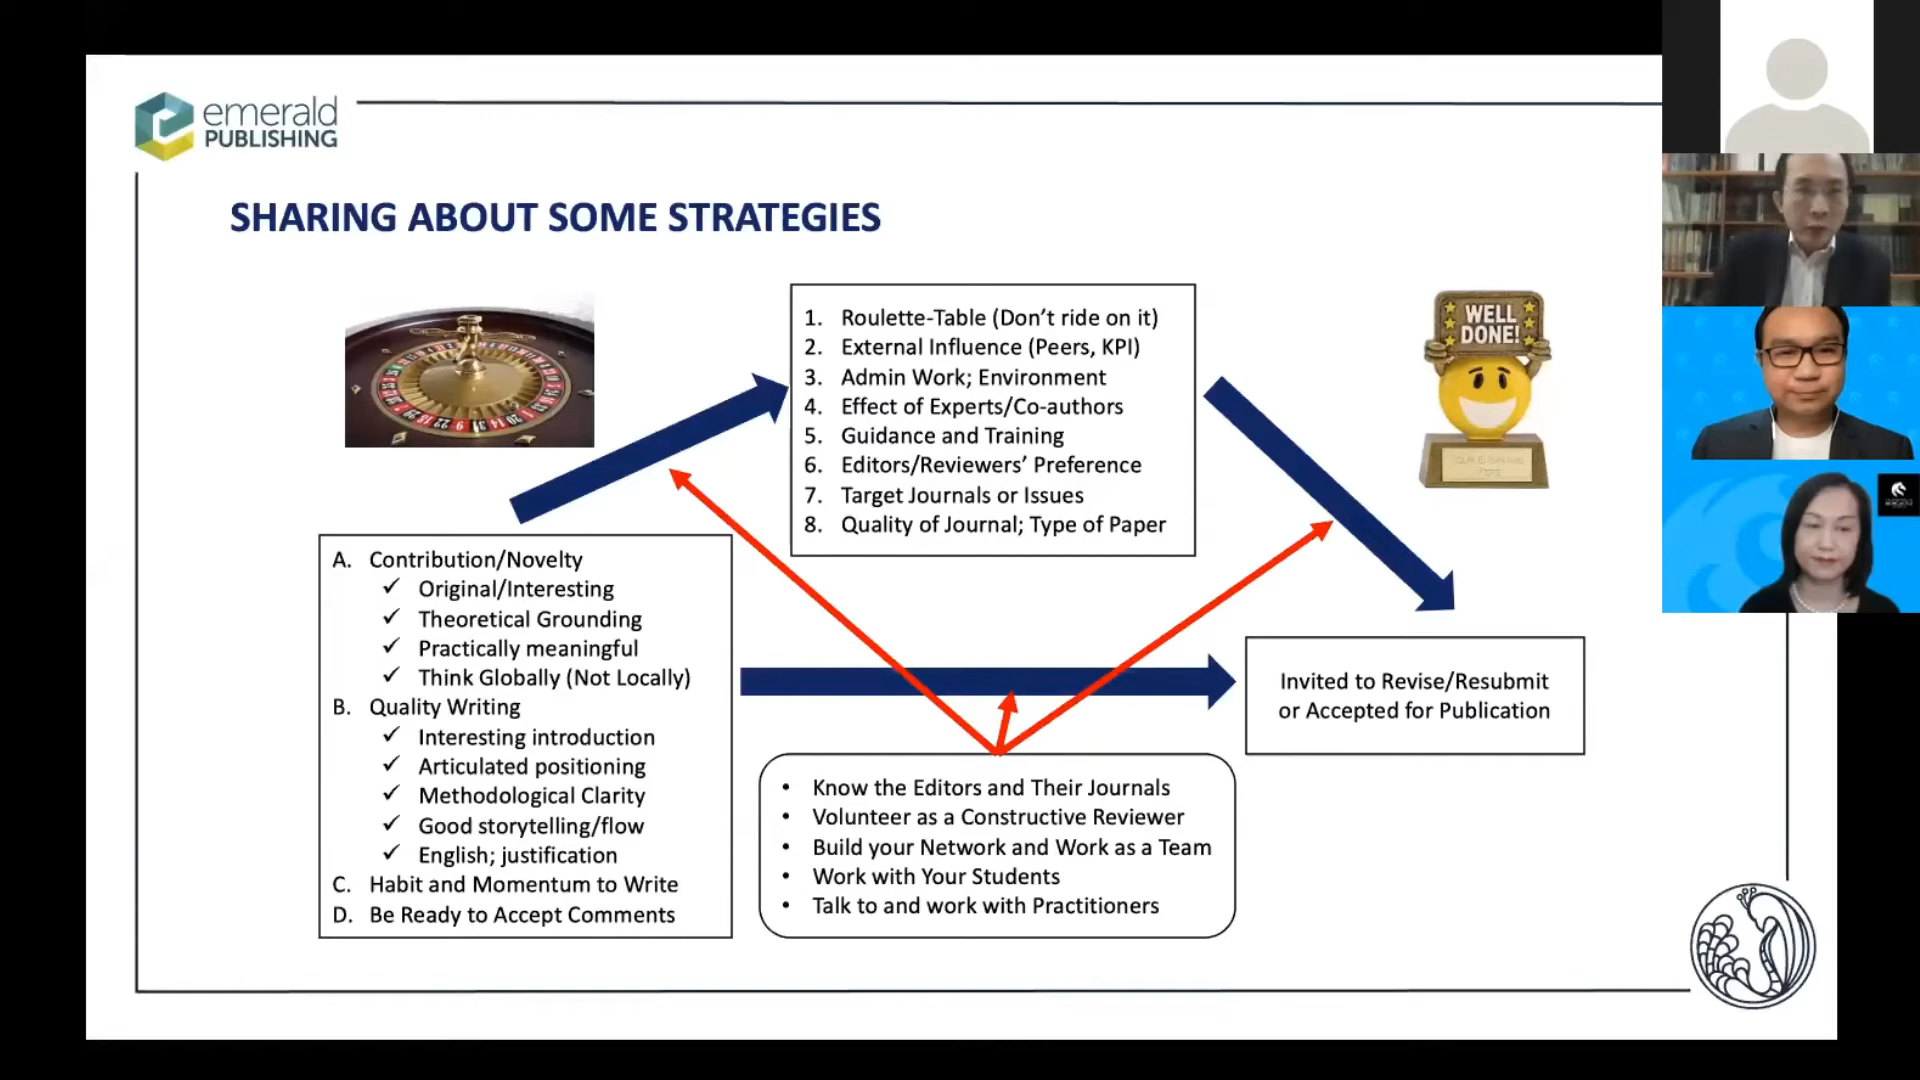 emerald
PUBLISHING
SHARING ABOUT SOME STRATEGIES
1. Roulette-Table (Don’t ride on it)
2. External Influence (Peers, KPI)
3. Admin Work; Environment
4. Effect of Experts/Co-authors
5. Guidance and Training
6. Editors/Reviewers’ Preference
7. Target Journals or Issues
8. Quality of Journal; Type of Paper
WELL
DONE!
A. Contribution/Novelty
✓ Original/Interesting
✓ Theoretical Grounding
✓ Practically meaningful
✓ Think Globally (Not Locally)
B. Quality Writing
✓ Interesting introduction
✓ Articulated positioning
✓ Methodological Clarity
✓ Good storytelling/flow
✓ English; justification
C. Habit and Momentum to Write
D. Be Ready to Accept Comments
Invited to Revise/Resubmit
or Accepted for Publication
• Know the Editors and Their Journals
• Volunteer as a Constructive Reviewer
• Build your Network and Work as a Team
• Work with Your Students
• Talk to and work with Practitioners